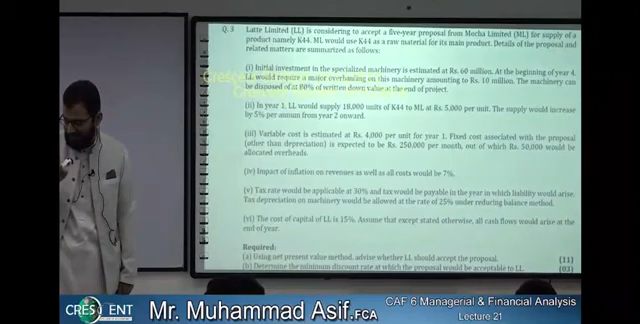 Q. 3 Latte Limited (LL) is considering to accept a five-year proposal from Mocha Limited (ML) for supply of a
product namely K44. ML would use K44 as a raw material for its main product. Details of the proposal and
related matters are summarized as follows:
(i) Initial investment in the specialized machinery is estimated at Rs. 60 million. At the beginning of year 4,
LL would require a major overhauling on this machinery amounting to Rs. 10 million. The machinery can
be disposed of at 80% of written down value at the end of project.
(ii) In year 1, LL would supply 18,000 units of K44 to ML at Rs. 5,000 per unit. The supply would increase
by 5% per annum from year 2 onward.
(iii) Variable cost is estimated at Rs. 4,000 per unit for year 1. Fixed cost associated with the proposal
(other than depreciation) is expected to be Rs. 250,000 per month, out of which Rs. 50,000 would be
allocated overheads.
(iv) Impact of inflation on revenues as well as all costs would be 7%.
(v) Tax rate would be applicable at 30% and tax would be payable in the year in which liability would arise.
Tax depreciation on machinery would be allowed at the rate of 25% under reducing balance method.
(vi) The cost of capital of LL is 15%. Assume that except stated otherwise, all cash flows would arise at the
end of year.
Required:
(a) Using net present value method, advise whether LL should accept the proposal. (11)
(b) Determine the minimum discount rate at which the proposal would be acceptable to LL. (03)
CRESCENT
Mr. Muhammad Asif.FCA
CAF 6 Managerial & Financial Analysis
Lecture 21